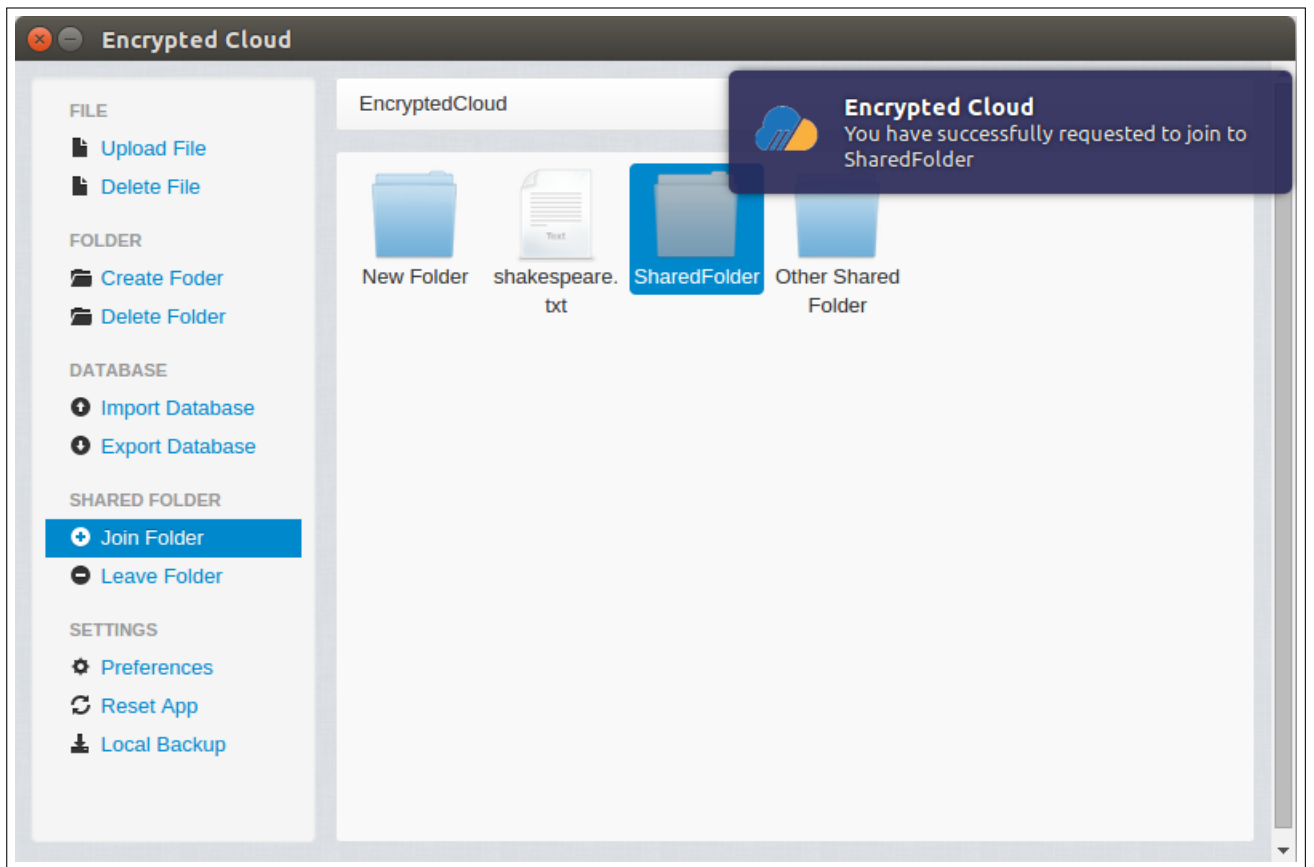 Encrypted Cloud
FILE
Upload File
Delete File
FOLDER
Create Foder
Delete Folder
DATABASE
Import Database
Export Database
SHARED FOLDER
Join Folder
Leave Folder
SETTINGS
Preferences
Reset App
Local Backup
EncryptedCloud
Encrypted Cloud
You have successfully requested to join to
SharedFolder
New Folder
Text
shakespeare.
txt
SharedFolder
Other Shared
Folder